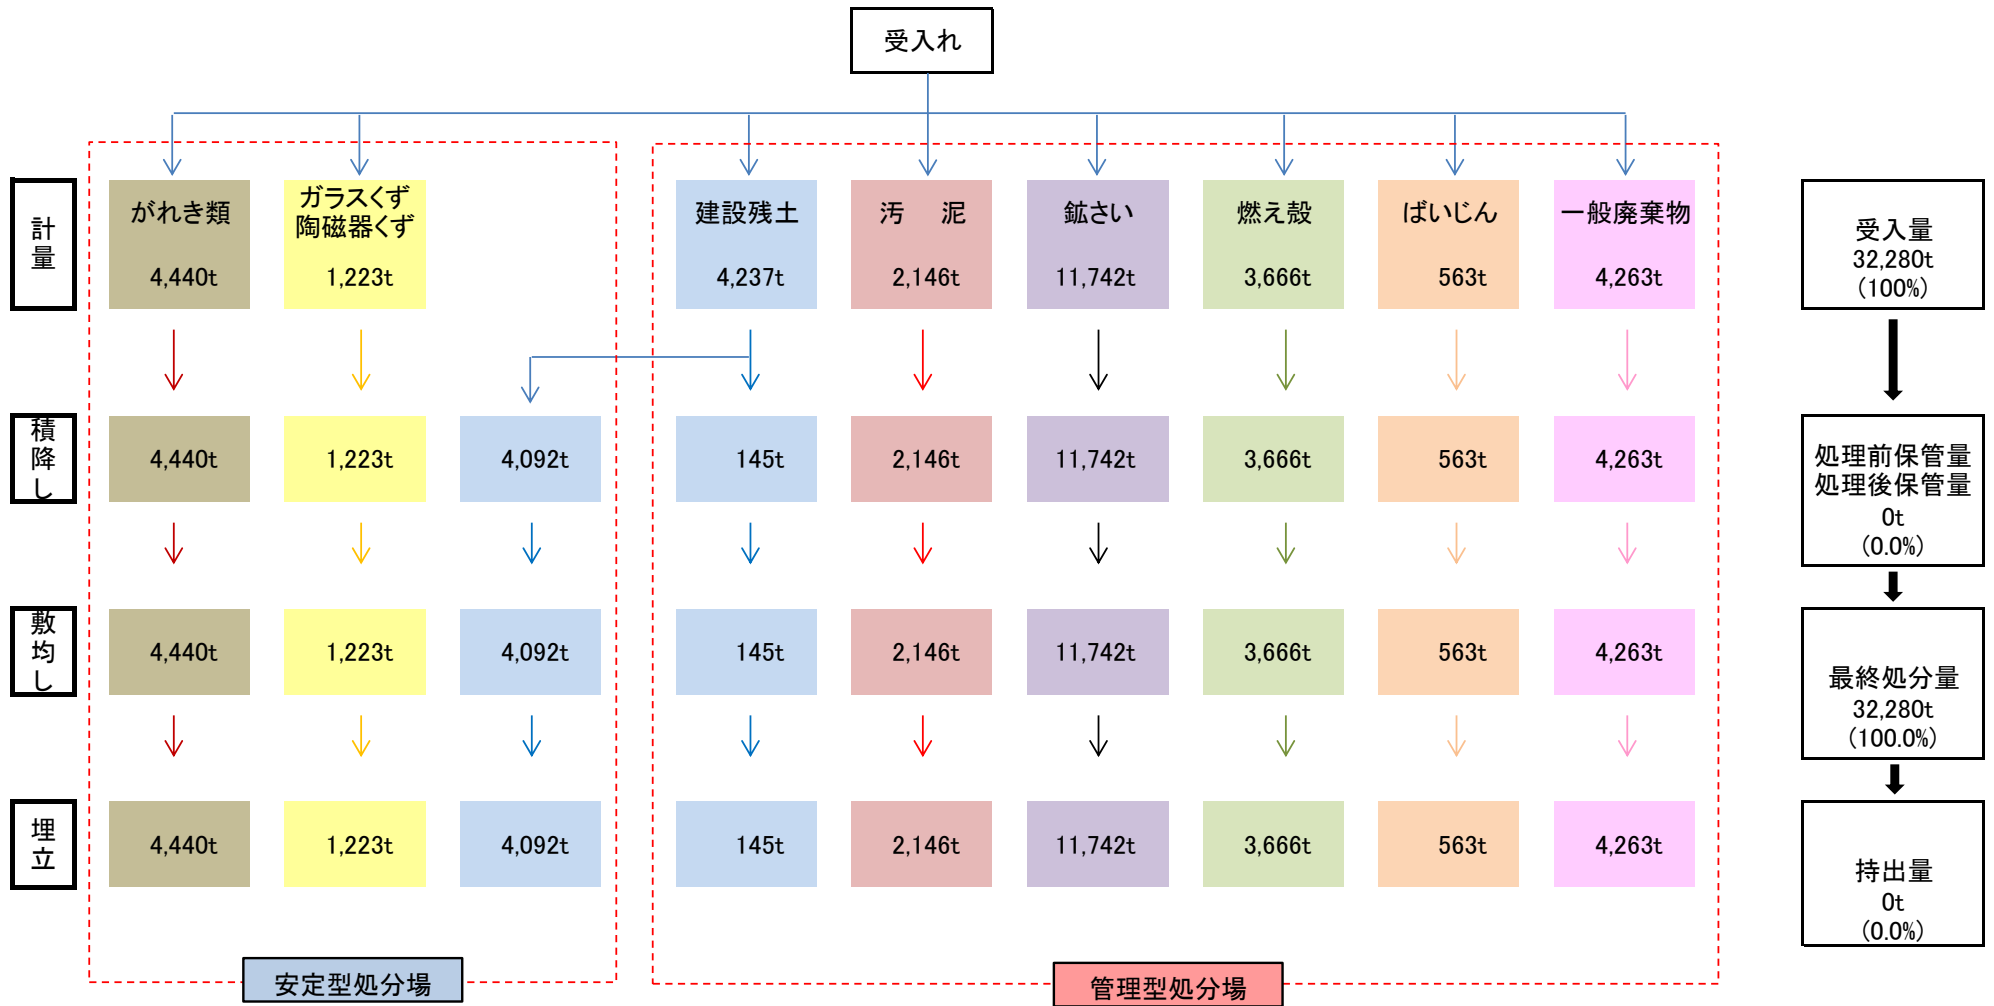 受入れ
計量
がれき類
4,440t
ガラスくず
陶磁器くず
1,223t
建設残土
4,237t
汚　泥
2,146t
鉱さい
11,742t
燃え殻
3,666t
ばいじん
563t
一般廃棄物
4,263t
受入量
32,280t
(100%)
積降し
4,440t
1,223t
4,092t
145t
2,146t
11,742t
3,666t
563t
4,263t
処理前保管量
処理後保管量
0t
(0.0%)
敷均し
4,440t
1,223t
4,092t
145t
2,146t
11,742t
3,666t
563t
4,263t
最終処分量
32,280t
(100.0%)
埋立
4,440t
1,223t
4,092t
145t
2,146t
11,742t
3,666t
563t
4,263t
持出量
0t
(0.0%)
安定型処分場
管理型処分場